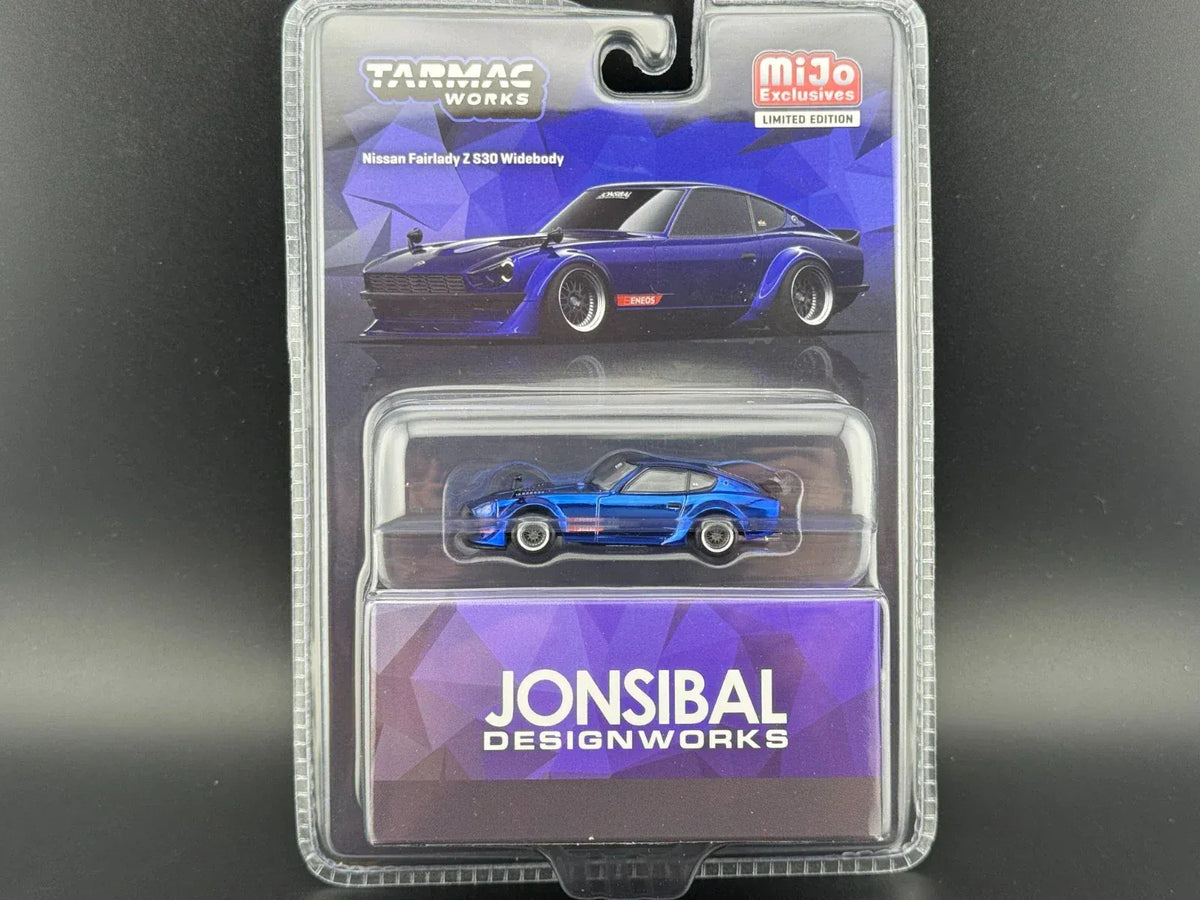 TARMAC
WORKS
MiJo
Exclusives
LIMITED EDITION
Nissan Fairlady Z S30 Widebody
JONSIBAL
ENEOS
JONSIBAL
DESIGNWORKS